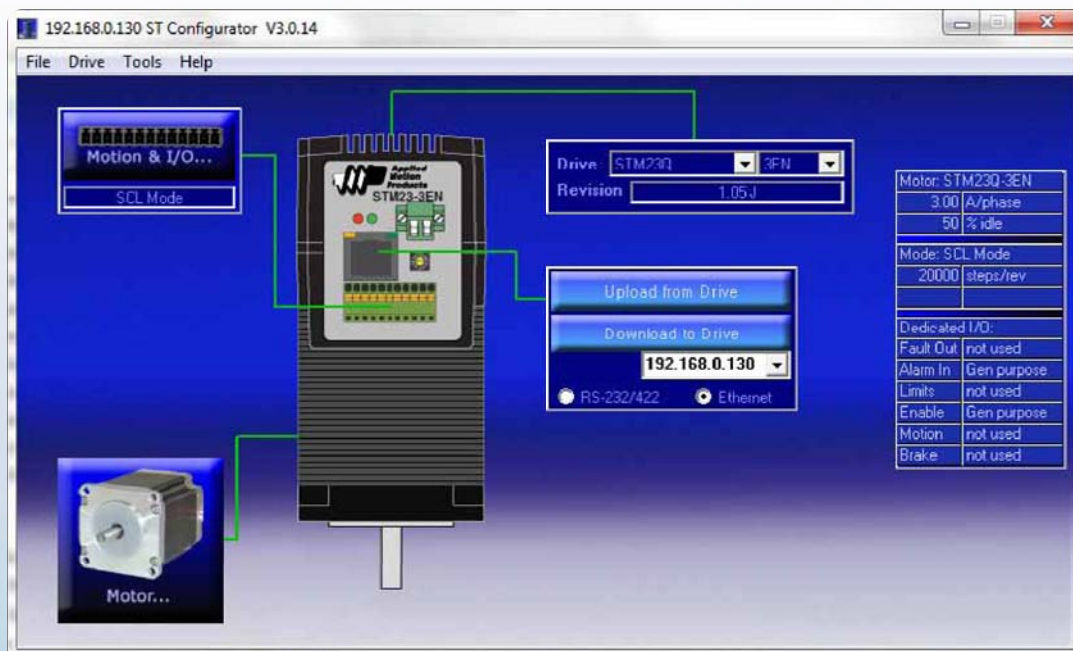 192.168.0.130 ST Configurator V3.0.14
File Drive Tools Help
Motion & I/O...
SCL Mode
Applied
Motion
Products
STM23-3EN
Drive STM23Q 3EN
Revision 1.05J
Upload from Drive
Download to Drive
192.168.0.130
RS-232/422 Ethernet
Motor: STM23Q-3EN
3.00 A/phase
50 % idle
Mode: SCL Mode
20000 steps/rev
Dedicated I/O:
Fault Out not used
Alarm In Gen purpose
Limits not used
Enable Gen purpose
Motion not used
Brake not used
Motor...